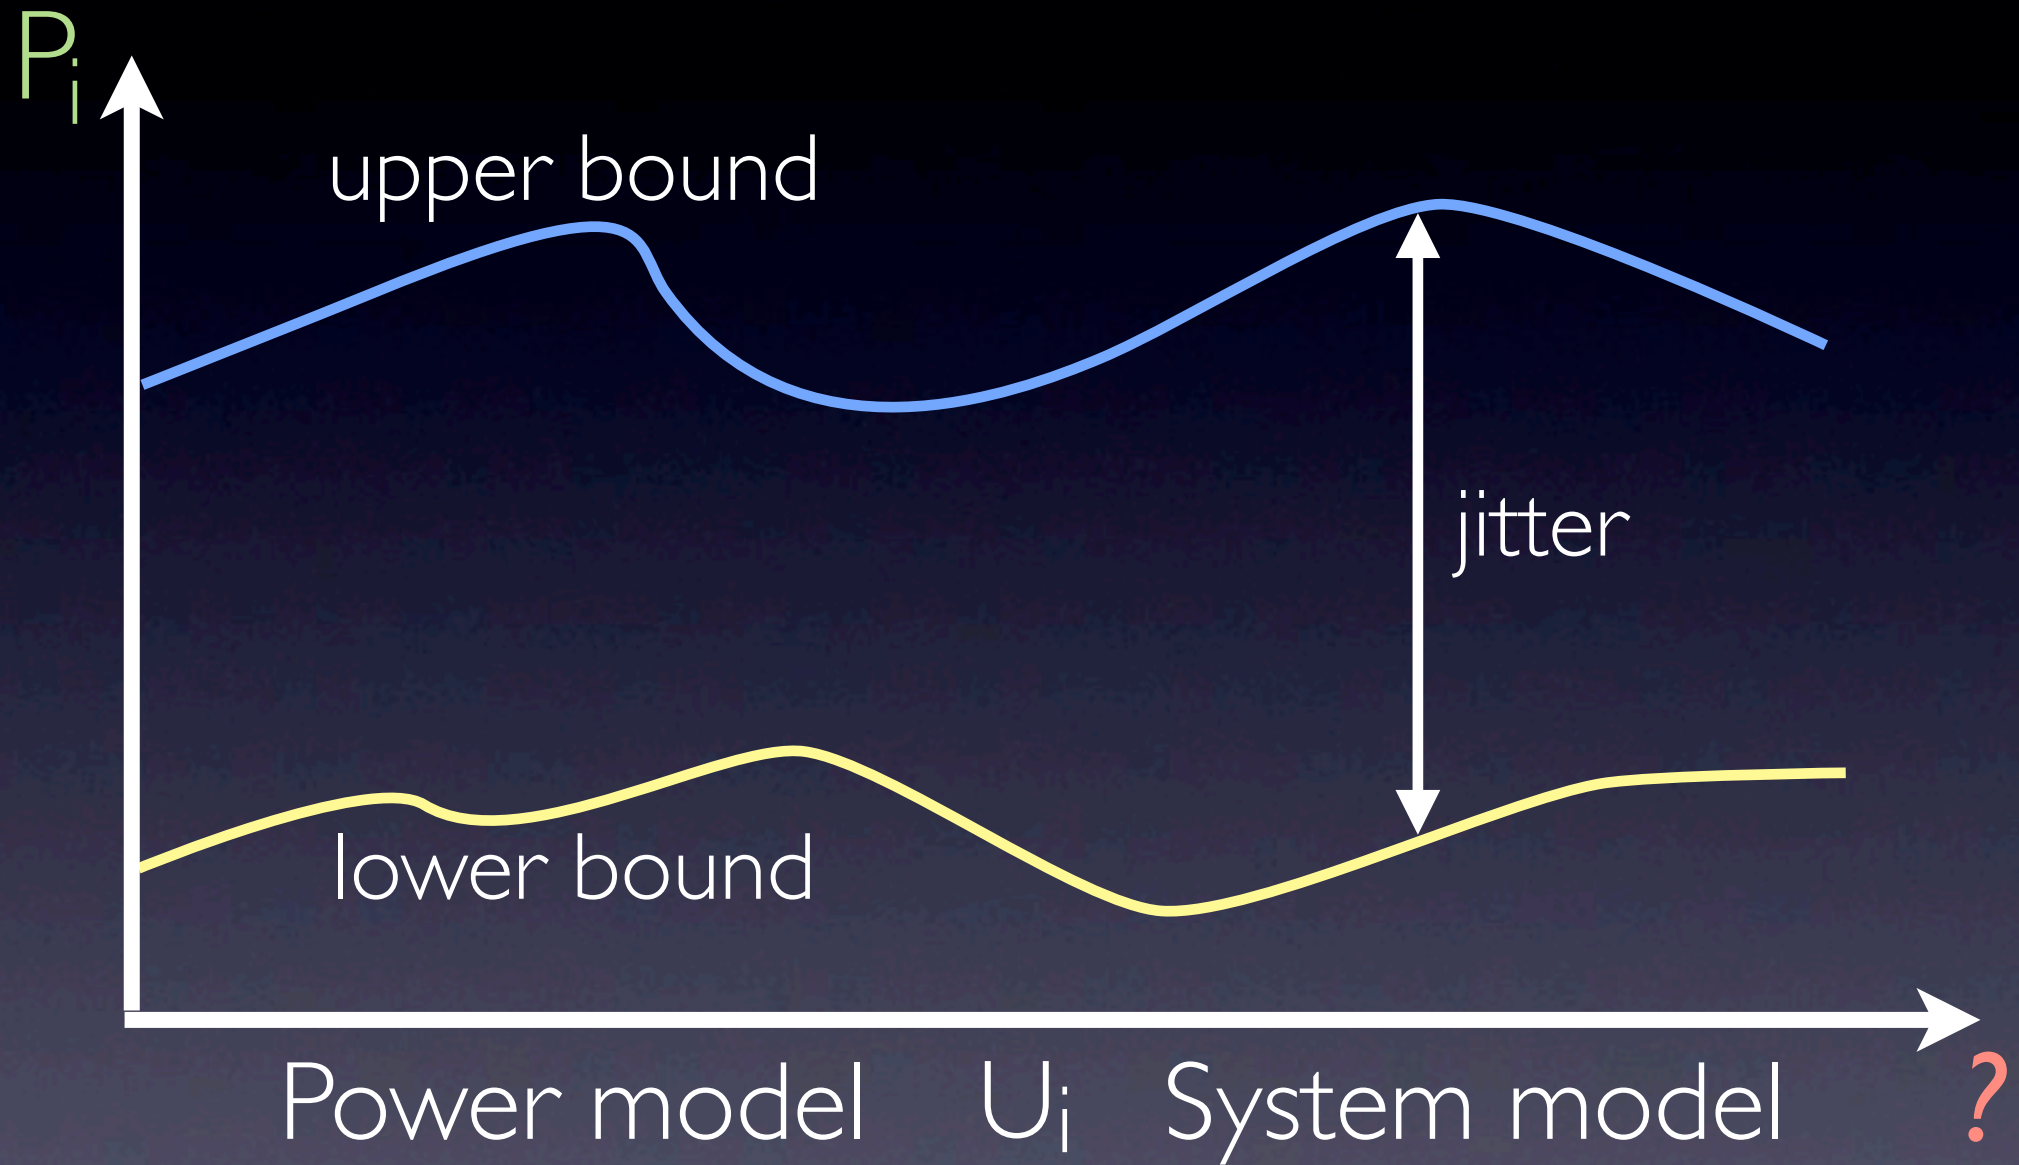 Pi
upper bound
jitter
lower bound
Power model Ui System model ?